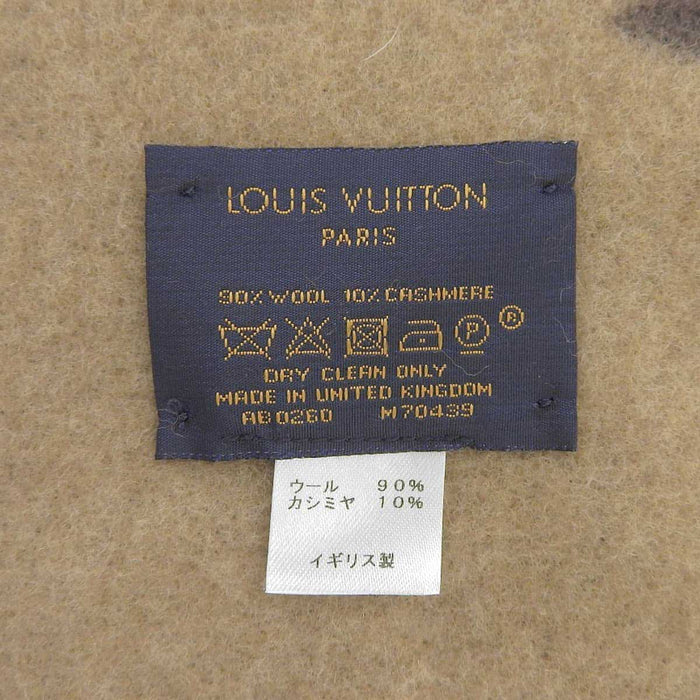 LOUIS VUITTON
PARIS
90% WOOL 10% CASHMERE
P ®
DRY CLEAN ONLY
MADE IN UNITED KINGDOM
AB0260 M70439
ウール 90%
カシミヤ 10%
イギリス製